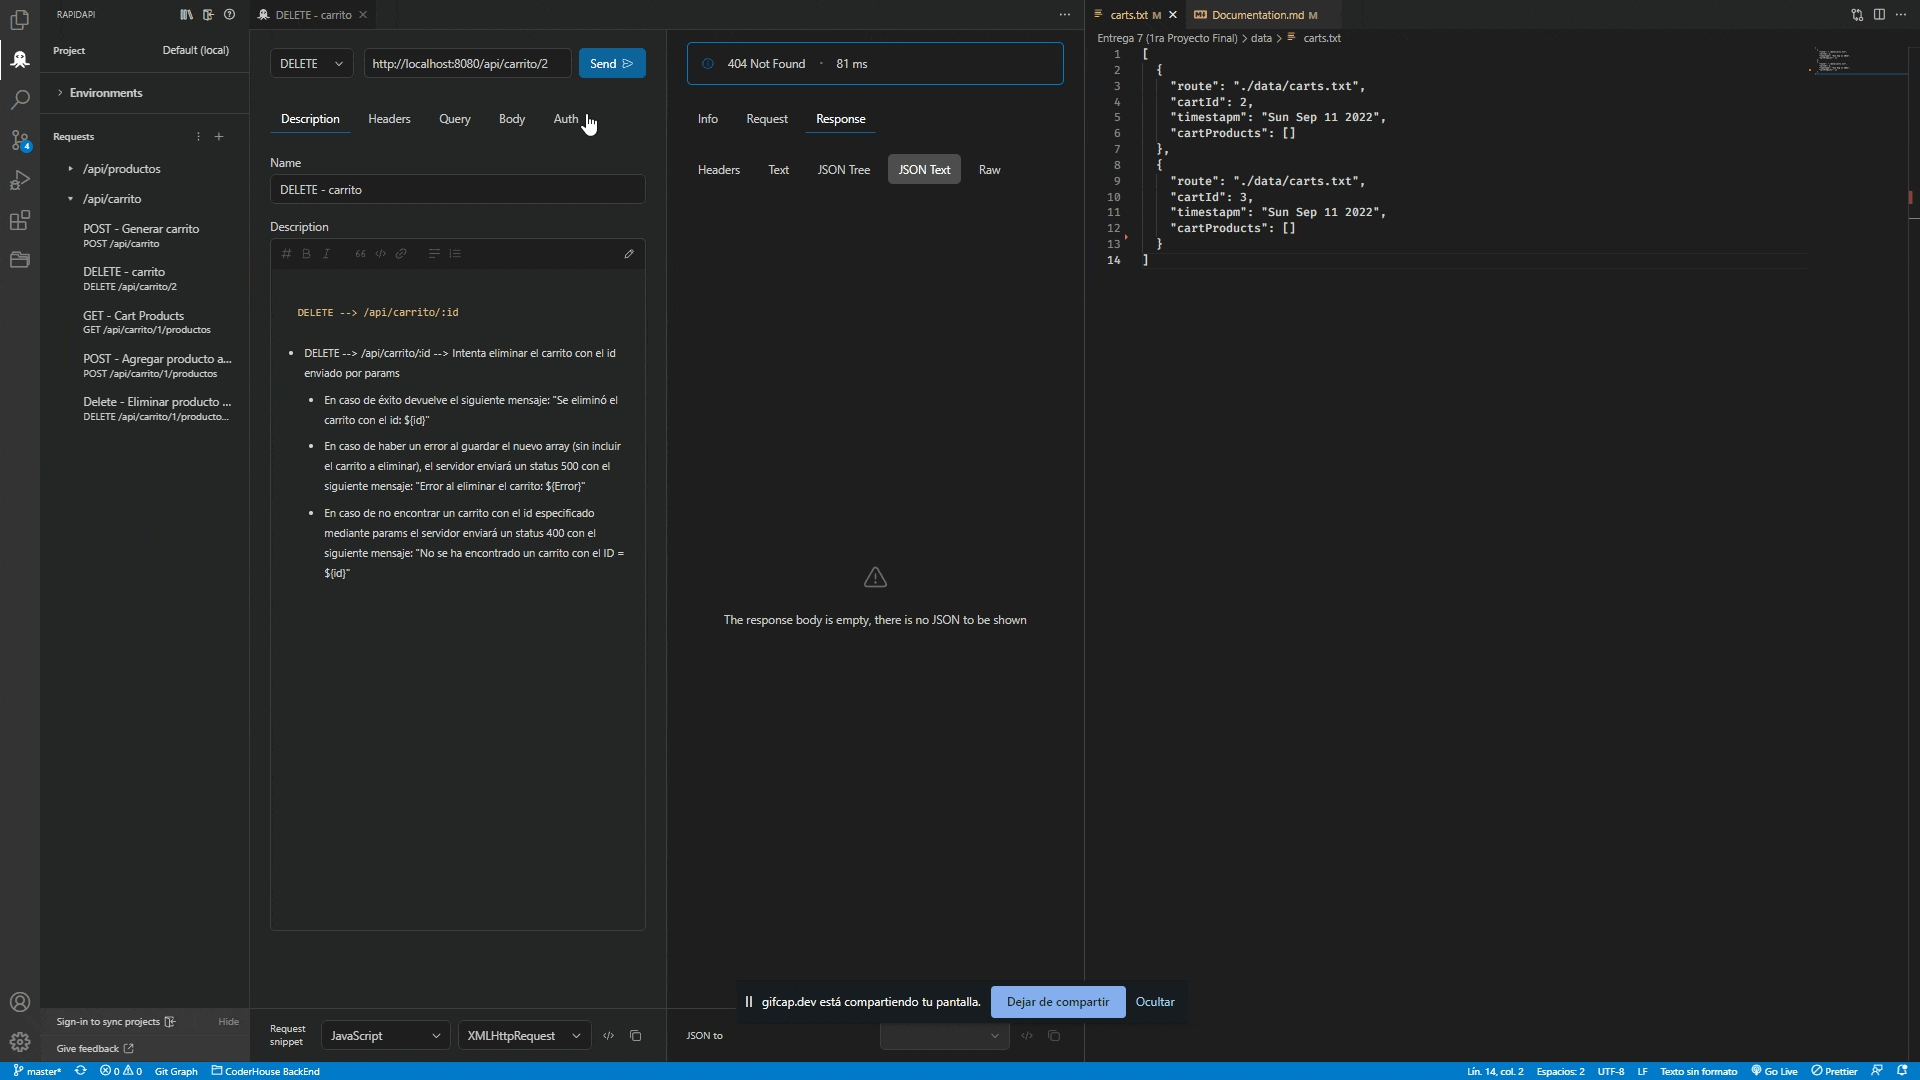 RAPIDAPI
Project
Default (local)
Environments
Requests
/api/productos
/api/carrito
POST - Generar carrito
POST /api/carrito
DELETE - carrito
DELETE /api/carrito/2
GET - Cart Products
GET /api/carrito/1/productos
POST - Agregar producto a...
POST /api/carrito/1/productos
Delete - Eliminar producto ...
DELETE /api/carrito/1/producto...
4
Sign-in to sync projects
Hide
Give feedback
DELETE - carrito
DELETE
http://localhost:8080/api/carrito/2
Send
Description
Headers
Query
Body
Auth
Name
DELETE - carrito
Description
DELETE --> /api/carrito/:id
DELETE --> /api/carrito/:id --> Intenta eliminar el carrito con el id
enviado por params
En caso de éxito devuelve el siguiente mensaje: "Se eliminó el
carrito con el id: ${id}"
En caso de haber un error al guardar el nuevo array (sin incluir
el carrito a eliminar), el servidor enviará un status 500 con el
siguiente mensaje: "Error al eliminar el carrito: ${Error}"
En caso de no encontrar un carrito con el id especificado
mediante params el servidor enviará un status 400 con el
siguiente mensaje: "No se ha encontrado un carrito con el ID =
${id}"
Request
snippet
JavaScript
XMLHttpRequest
404 Not Found · 81 ms
Info
Request
Response
Headers
Text
JSON Tree
JSON Text
Raw
The response body is empty, there is no JSON to be shown
JSON to
gifcap.dev está compartiendo tu pantalla.
Dejar de compartir
Ocultar
carts.txt M
Documentation.md M
Entrega 7 (1ra Proyecto Final) > data > carts.txt
1 [
2 {
3 "route": "./data/carts.txt",
4 "cartId": 2,
5 "timestapm": "Sun Sep 11 2022",
6 "cartProducts": []
7 },
8 {
9 "route": "./data/carts.txt",
10 "cartId": 3,
11 "timestapm": "Sun Sep 11 2022",
12 "cartProducts": []
13 }
14 ]
master*
0
0
Git Graph
CoderHouse BackEnd
Lín. 14, col. 2
Espacios: 2
UTF-8
LF
Texto sin formato
Go Live
Prettier